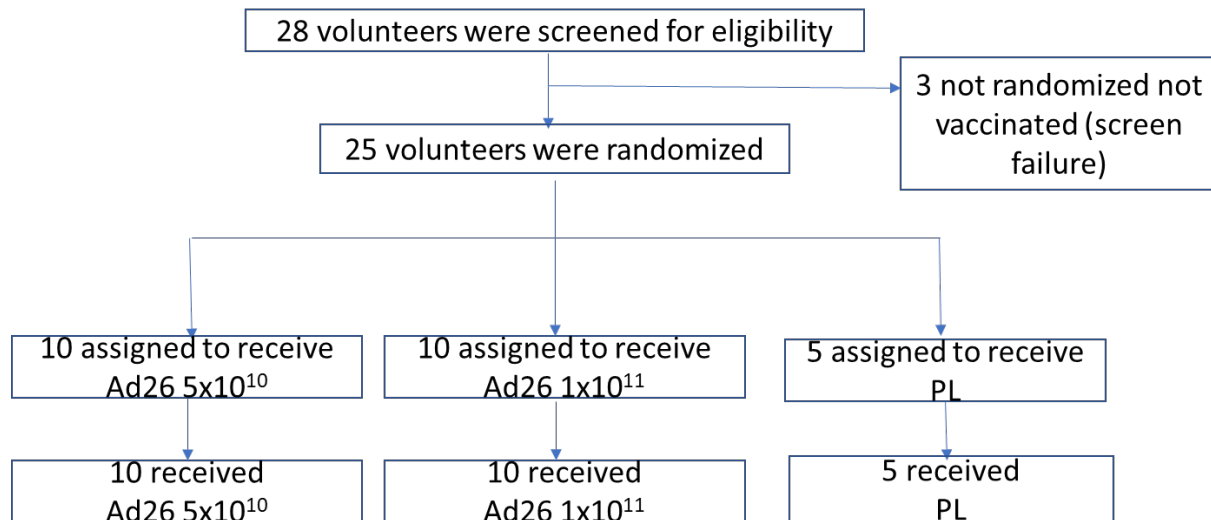 28 volunteers were screened for eligibility
3 not randomized not
vaccinated (screen
failure)
25 volunteers were randomized
10 assigned to receive
Ad26 5x10¹⁰
10 assigned to receive
Ad26 1x10¹¹
5 assigned to receive
PL
10 received
Ad26 5x10¹⁰
10 received
Ad26 1x10¹¹
5 received
PL